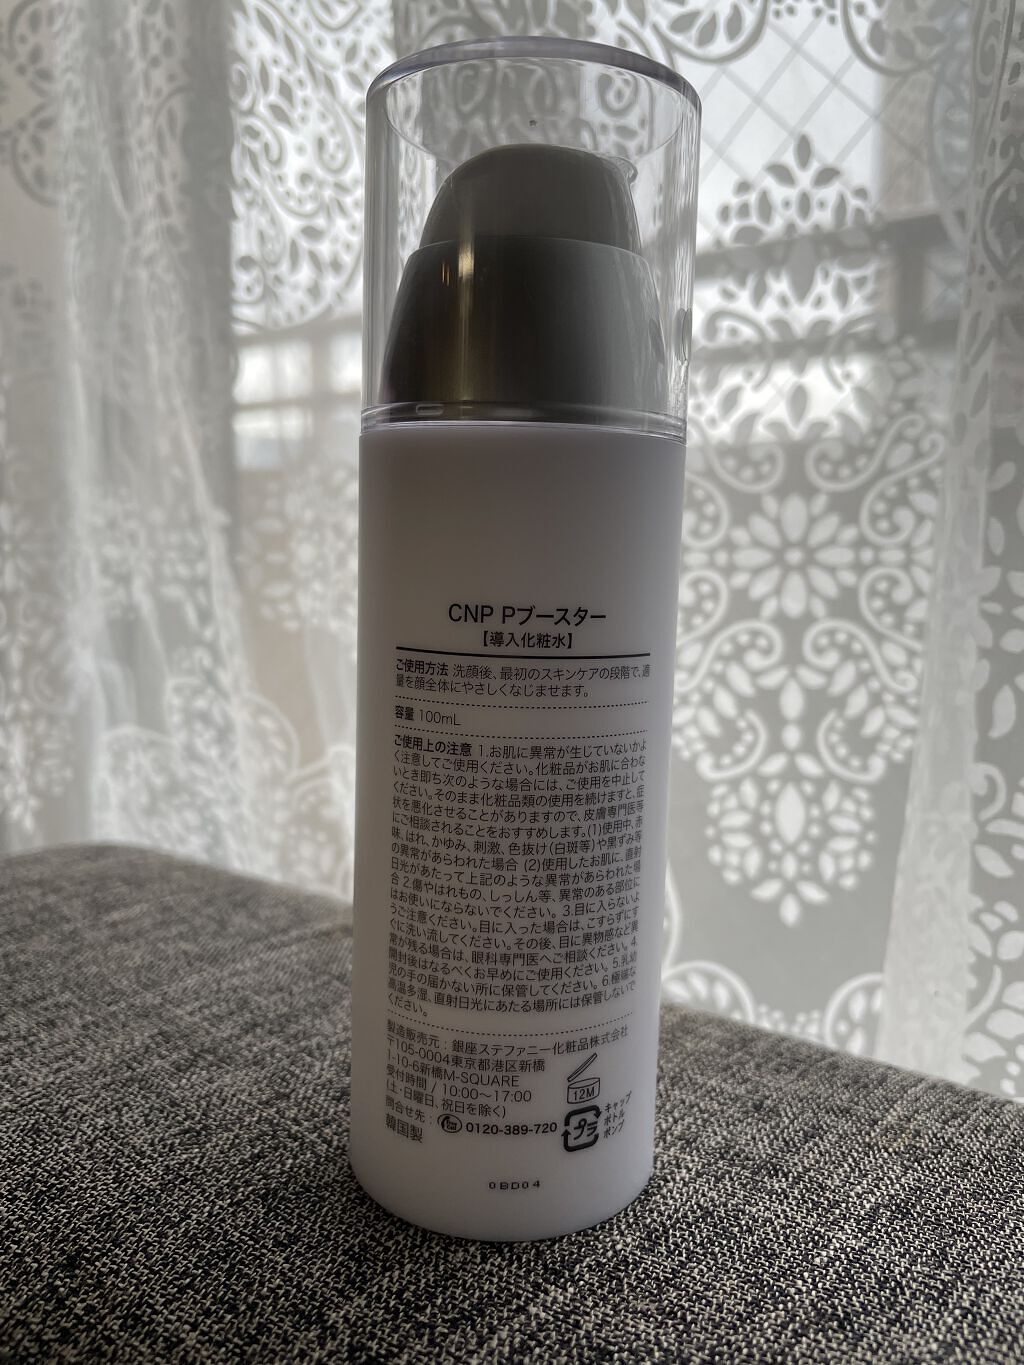 CNP Pブースター
【導入化粧水】
ご使用方法 洗顔後、最初のスキンケアの段階で、適
量を顔全体にやさしくなじませます。
容量 100mL
ご使用上の注意 1.お肌に異常が生じていないかよ
く注意してご使用ください。化粧品がお肌に合わな
いとき即ち次のような場合には、ご使用を中止して
ください。そのまま化粧品類の使用を続けますと、症
状を悪化させることがありますので、皮膚専門医等
にご相談されることをおすすめします。(1)使用中、赤
味、はれ、かゆみ、刺激、色抜け(白斑等)や黒ずみ等
の異常があらわれた場合 (2)使用したお肌に、直射
日光があたって上記のような異常があらわれた場
合 2.傷やはれもの、しっしん等、異常のある部位に
はお使いにならないでください。 3.目に入らないよ
うご注意ください。目に入った場合は、こすらずにす
ぐに洗い流してください。その後、目に異物感など異
常が残る場合は、眼科専門医へご相談ください。 4.
開封後はなるべくお早めにご使用ください。 5.乳幼
児の手の届かない所に保管してください。 6.極端な
高温多湿、直射日光にあたる場所には保管しないで
ください。
製造販売元：銀座ステファニー化粧品株式会社
〒105-0004東京都港区新橋
1-10-6新橋M-SQUARE
受付時間 / 10:00〜17:00
(土・日曜日、祝日を除く)
問合せ先： 0120-389-720
韓国製
12M
プラ
キャップ
ボトル
ポンプ
0BD04